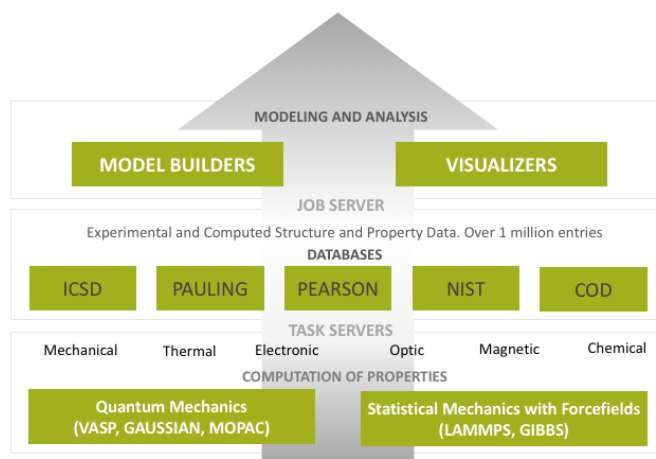 MODELING AND ANALYSIS
MODEL BUILDERS
VISUALIZERS
JOB SERVER
Experimental and Computed Structure and Property Data. Over 1 million entries
DATABASES
ICSD
PAULING
PEARSON
NIST
COD
TASK SERVERS
Mechanical
Thermal
Electronic
Optic
Magnetic
Chemical
COMPUTATION OF PROPERTIES
Quantum Mechanics
(VASP, GAUSSIAN, MOPAC)
Statistical Mechanics with Forcefields
(LAMMPS, GIBBS)